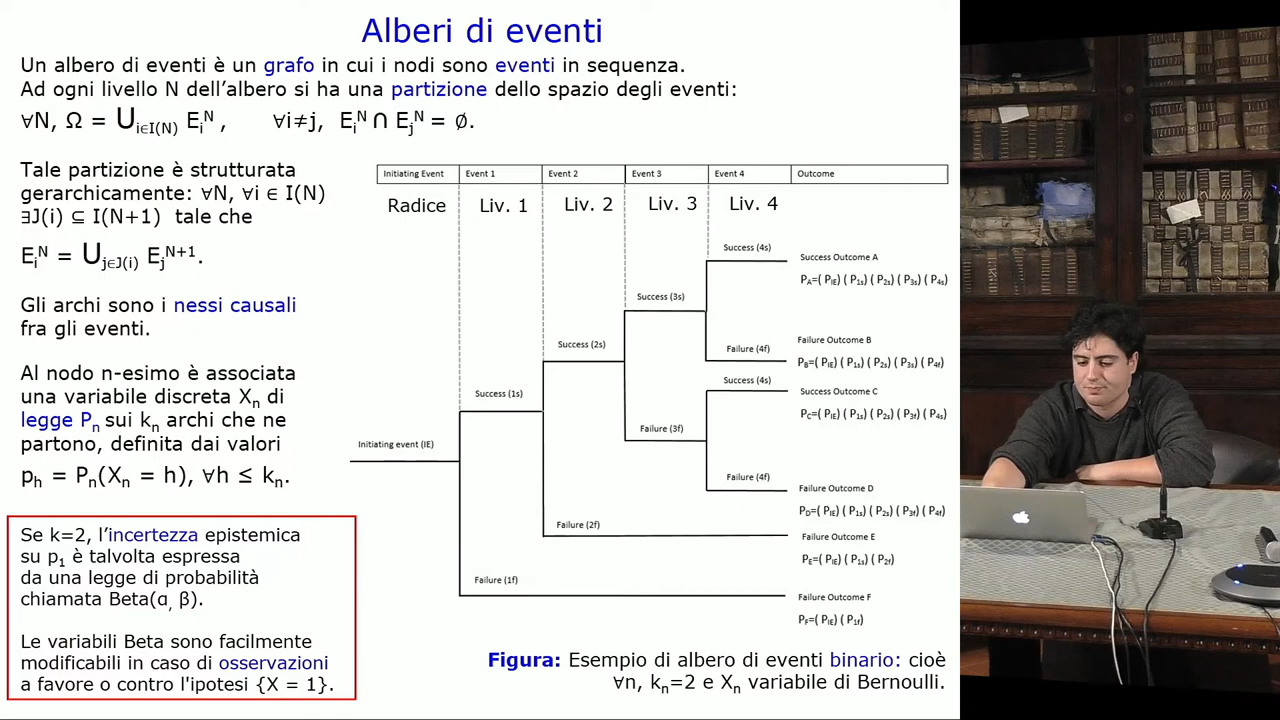 Alberi di eventi
Un albero di eventi è un grafo in cui i nodi sono eventi in sequenza.
Ad ogni livello N dell'albero si ha una partizione dello spazio degli eventi:
∀N, Ω = ∪i∈I(N) EiN , ∀i≠j, EiN ∩ EjN = ∅.
Tale partizione è strutturata
gerarchicamente: ∀N, ∀i ∈ I(N)
∃J(i) ⊆ I(N+1) tale che
EiN = ∪j∈J(i) EjN+1.
Gli archi sono i nessi causali
fra gli eventi.
Al nodo n-esimo è associata
una variabile discreta Xn di
legge Pn sui kn archi che ne
partono, definita dai valori
ph = Pn(Xn = h), ∀h ≤ kn.
Se k=2, l'incertezza epistemica
su p1 è talvolta espressa
da una legge di probabilità
chiamata Beta(α, β).
Le variabili Beta sono facilmente
modificabili in caso di osservazioni
a favore o contro l'ipotesi {X = 1}.
Initiating Event Event 1 Event 2 Event 3 Event 4 Outcome
Radice Liv. 1 Liv. 2 Liv. 3 Liv. 4
Success (4s)
Success Outcome A
PA=( PIE) ( P1s) ( P2s) ( P3s) ( P4s)
Success (3s)
Failure Outcome B
Success (2s)
Failure (4f)
PB=( PIE) ( P1s) ( P2s) ( P3s) ( P4f)
Success (4s)
Success (1s)
Success Outcome C
PC=( PIE) ( P1s) ( P2s) ( P3f) ( P4s)
Failure (3f)
Initiating event (IE)
Failure (4f)
Failure Outcome D
PD=( PIE) ( P1s) ( P2s) ( P3f) ( P4f)
Failure (2f)
Failure Outcome E
PE=( PIE) ( P1s) ( P2f)
Failure (1f)
Failure Outcome F
PF=( PIE) ( P1f)
Figura: Esempio di albero di eventi binario: cioè
∀n, kn=2 e Xn variabile di Bernoulli.